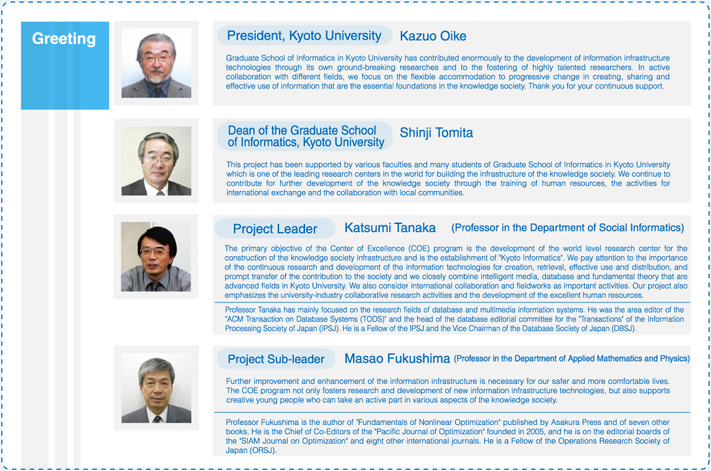 Greeting
President, Kyoto University Kazuo Oike
Graduate School of Informatics in Kyoto University has contributed enormously to the development of information infrastructure
technologies through its own ground-breaking researches and to the fostering of highly talented researchers. In active
collaboration with different fields, we focus on the flexible accommodation to progressive change in creating, sharing and
effective use of information that are the essential foundations in the knowledge society. Thank you for your continuous support.
Dean of the Graduate School
of Informatics, Kyoto University
Shinji Tomita
This project has been supported by various faculties and many students of Graduate School of Informatics in Kyoto University
which is one of the leading research centers in the world for building the infrastructure of the knowledge society. We continue to
contribute for further development of the knowledge society through the training of human resources, the activities for
international exchange and the collaboration with local communities.
Project Leader Katsumi Tanaka (Professor in the Department of Social Informatics)
The primary objective of the Center of Excellence (COE) program is the development of the world level research center for the
construction of the knowledge society infrastructure and is the establishment of "Kyoto Informatics". We pay attention to the importance
of the continuous research and development of the information technologies for creation, retrieval, effective use and distribution, and
prompt transfer of the contribution to the society and we closely combine intelligent media, database and fundamental theory that are
advanced fields in Kyoto University. We also consider international collaboration and fieldworks as important activities. Our project also
emphasizes the university-industry collaborative research activities and the development of the excellent human resources.
Professor Tanaka has mainly focused on the research fields of database and multimedia information systems. He was the area editor of the
"ACM Transaction on Database Systems (TODS)" and the head of the database editorial committee for the "Transactions" of the Information
Processing Society of Japan (IPSJ). He is a Fellow of the IPSJ and the Vice Chairman of the Database Society of Japan (DBSJ).
Project Sub-leader Masao Fukushima (Professor in the Department of Applied Mathematics and Physics)
Further improvement and enhancement of the information infrastructure is necessary for our safer and more comfortable lives.
The COE program not only fosters research and development of new information infrastructure technologies, but also supports
creative young people who can take an active part in various aspects of the knowledge society.
Professor Fukushima is the author of "Fundamentals of Nonlinear Optimization" published by Asakura Press and of seven other
books. He is the Chief of Co-Editors of the "Pacific Journal of Optimization" founded in 2005, and he is on the editorial boards of
the "SIAM Journal on Optimization" and eight other international journals. He is a Fellow of the Operations Research Society of
Japan (ORSJ).